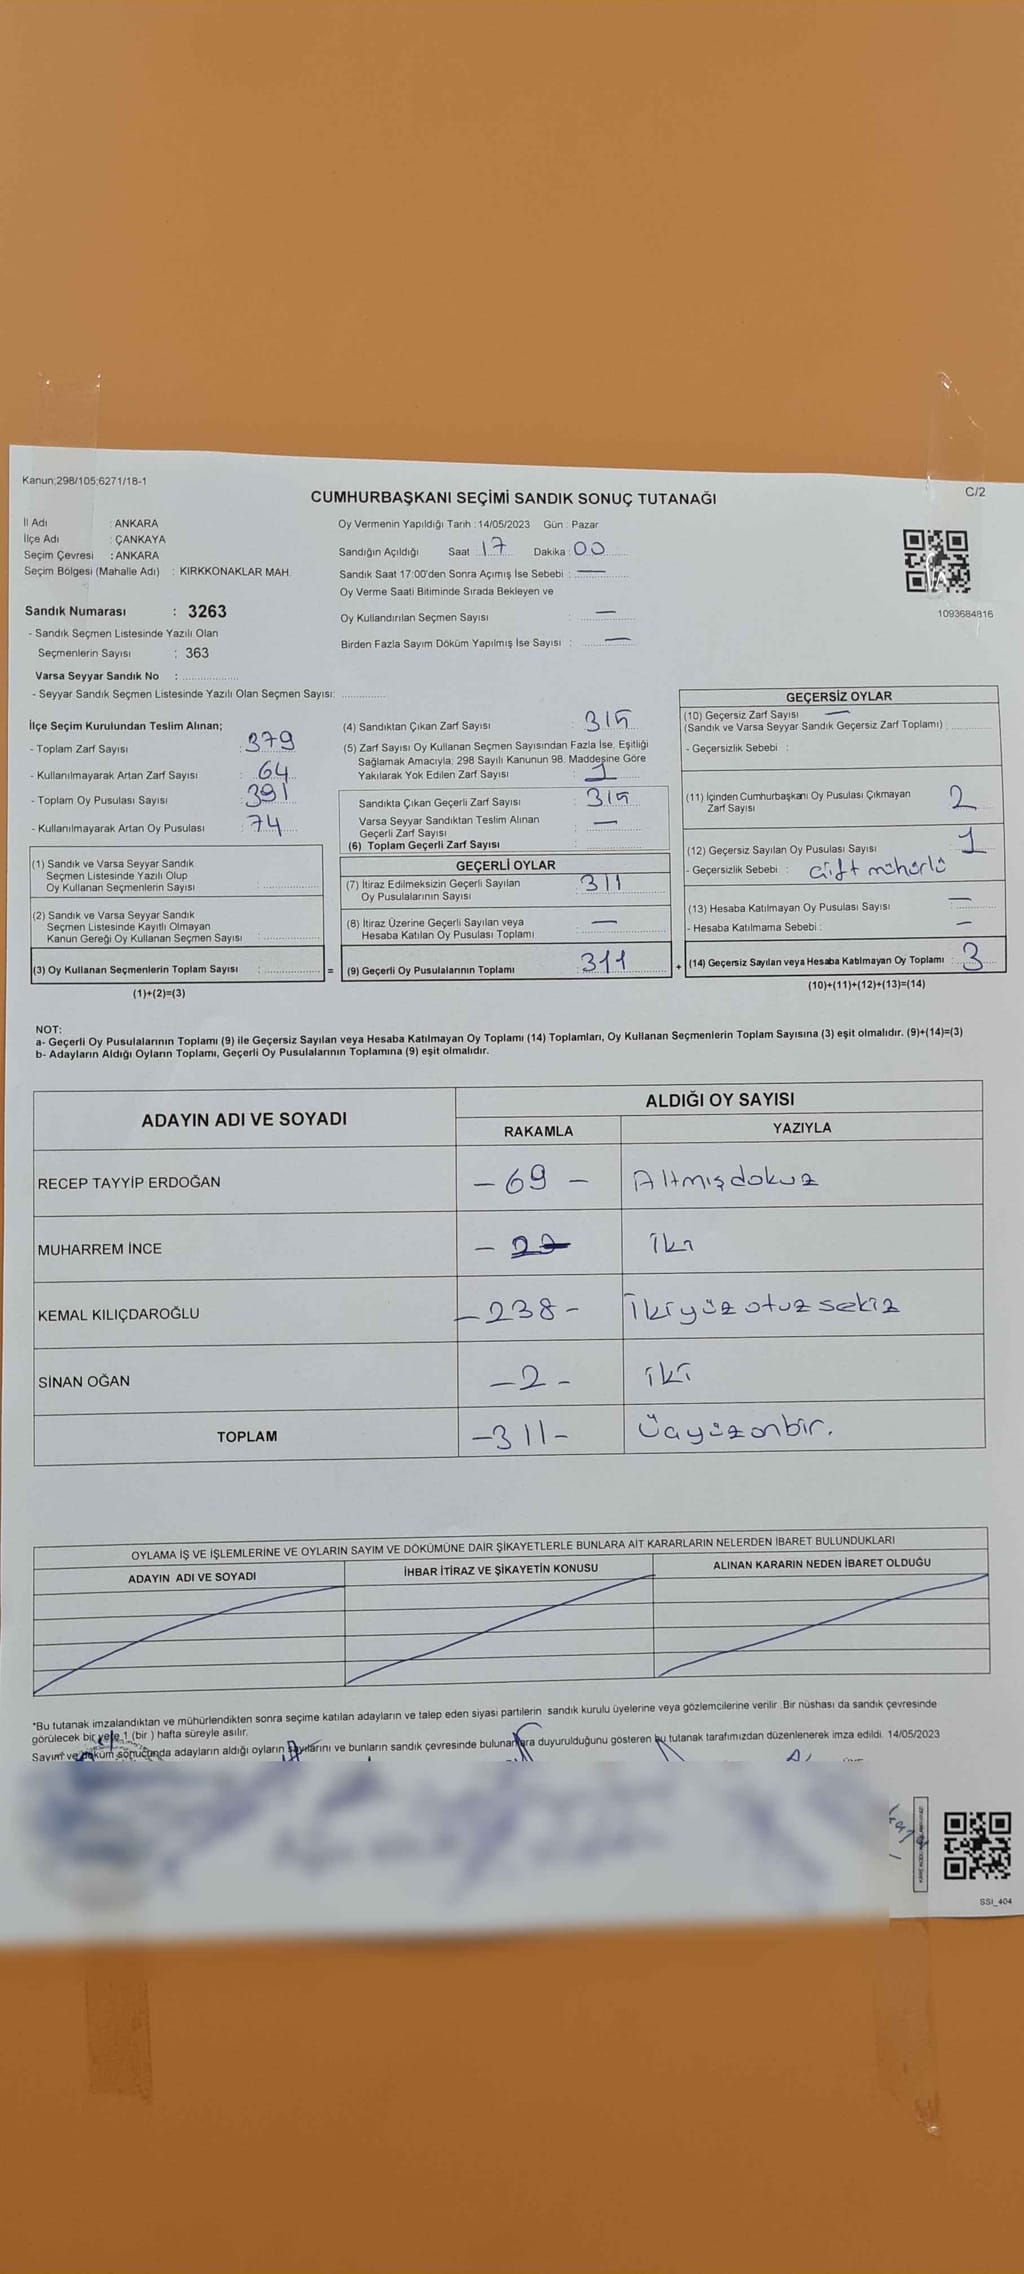 Kanun;298/105;6271/18-1
C/2
CUMHURBAŞKANI SEÇİMİ SANDIK SONUÇ TUTANAĞI
İl Adı : ANKARA
İlçe Adı : ÇANKAYA
Seçim Çevresi : ANKARA
Seçim Bölgesi (Mahalle Adı) : KIRKKONAKLAR MAH.
Sandık Numarası : 3263
- Sandık Seçmen Listesinde Yazılı Olan
Seçmenlerin Sayısı : 363
Varsa Seyyar Sandık No :
- Seyyar Sandık Seçmen Listesinde Yazılı Olan Seçmen Sayısı:
Oy Vermenin Yapıldığı Tarih : 14/05/2023 Gün : Pazar
Sandığın Açıldığı Saat 17 Dakika : 00
Sandık Saat 17:00'den Sonra Açımış İse Sebebi : —
Oy Verme Saati Bitiminde Sırada Bekleyen ve
Oy Kullandırılan Seçmen Sayısı : —
Birden Fazla Sayım Döküm Yapılmış İse Sayısı : —
1093684816
İlçe Seçim Kurulundan Teslim Alınan;
- Toplam Zarf Sayısı : 379
- Kullanılmayarak Artan Zarf Sayısı : 64
- Toplam Oy Pusulası Sayısı : 391
- Kullanılmayarak Artan Oy Pusulası : 74
(1) Sandık ve Varsa Seyyar Sandık
Seçmen Listesinde Yazılı Olup
Oy Kullanan Seçmenlerin Sayısı :
(2) Sandık ve Varsa Seyyar Sandık
Seçmen Listesinde Kayıtlı Olmayan
Kanun Gereği Oy Kullanan Seçmen Sayısı :
(3) Oy Kullanan Seçmenlerin Toplam Sayısı :
(1)+(2)=(3)
(4) Sandıktan Çıkan Zarf Sayısı : 315
(5) Zarf Sayısı Oy Kullanan Seçmen Sayısından Fazla İse, Eşitliği
Sağlamak Amacıyla, 298 Sayılı Kanunun 98. Maddesine Göre
Yakılarak Yok Edilen Zarf Sayısı : 1
Sandıkta Çıkan Geçerli Zarf Sayısı : 315
Varsa Seyyar Sandıktan Teslim Alınan
Geçerli Zarf Sayısı : —
(6) Toplam Geçerli Zarf Sayısı :
GEÇERLİ OYLAR
(7) İtiraz Edilmeksizin Geçerli Sayılan
Oy Pusulalarının Sayısı : 311
(8) İtiraz Üzerine Geçerli Sayılan veya
Hesaba Katılan Oy Pusulası Toplamı : —
= (9) Geçerli Oy Pusulalarının Toplamı : 311
GEÇERSİZ OYLAR
(10) Geçersiz Zarf Sayısı —
(Sandık ve Varsa Seyyar Sandık Geçersiz Zarf Toplamı) :
- Geçersizlik Sebebi :
(11) İçinden Cumhurbaşkanı Oy Pusulası Çıkmayan
Zarf Sayısı 2
(12) Geçersiz Sayılan Oy Pusulası Sayısı 1
- Geçersizlik Sebebi : çift mühürlü
(13) Hesaba Katılmayan Oy Pusulası Sayısı —
- Hesaba Katılmama Sebebi : —
+ (14) Geçersiz Sayılan veya Hesaba Katılmayan Oy Toplamı : 3
(10)+(11)+(12)+(13)=(14)
NOT:
a- Geçerli Oy Pusulalarının Toplamı (9) ile Geçersiz Sayılan veya Hesaba Katılmayan Oy Toplamı (14) Toplamları, Oy Kullanan Seçmenlerin Toplam Sayısına (3) eşit olmalıdır. (9)+(14)=(3)
b- Adayların Aldığı Oyların Toplamı, Geçerli Oy Pusulalarının Toplamına (9) eşit olmalıdır.
ADAYIN ADI VE SOYADI ALDIĞI OY SAYISI
RAKAMLA YAZIYLA
RECEP TAYYİP ERDOĞAN - 69 - Altmışdokuz
MUHARREM İNCE - 2 iki
KEMAL KILIÇDAROĞLU - 238 - ikiyüz otuz sekiz
SİNAN OĞAN - 2 - iki
TOPLAM - 311 - Üçyüzonbir.
OYLAMA İŞ VE İŞLEMLERİNE VE OYLARIN SAYIM VE DÖKÜMÜNE DAİR ŞİKAYETLERLE BUNLARA AİT KARARLARIN NELERDEN İBARET BULUNDUKLARI
ADAYIN ADI VE SOYADI İHBAR İTİRAZ VE ŞİKAYETİN KONUSU ALINAN KARARIN NEDEN İBARET OLDUĞU
*Bu tutanak imzalandıktan ve mühürlendikten sonra seçime katılan adayların ve talep eden siyasi partilerin sandık kurulu üyelerine veya gözlemcilerine verilir. Bir nüshası da sandık çevresinde
görülecek bir yere 1 (bir) hafta süreyle asılır.
Sayım ve döküm sonucunda adayların aldığı oyların sayılarını ve bunların sandık çevresinde bulunanlara duyurulduğunu gösteren bu tutanak tarafımızdan düzenlenerek imza edildi. 14/05/2023
SSI_404